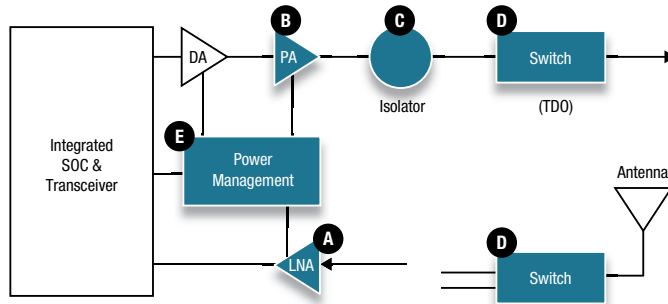 B
C
D
DA
PA
Switch
Isolator
(TDO)
E
Integrated
SOC &
Transceiver
Power
Management
Antenna
A
D
LNA
Switch